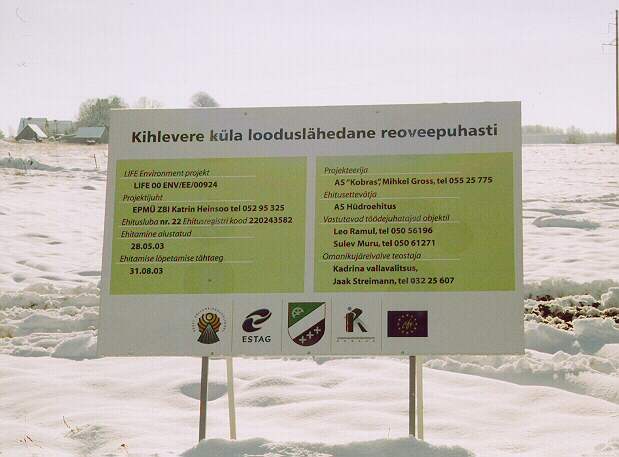 Kihlevere küla looduslähedane reoveepuhasti
LIFE Environment projekt
LIFE 00 ENV/EE/00924
Projektijuht
EPMÜ ZBI Katrin Heinsoo tel 052 95 325
Ehitusluba nr. 22 Ehitusregistri kood 220243582
Ehitamine alustatud
28.05.03
Ehitamise lõpetamise tähtaeg
31.08.03
Projekteerija
AS "Kobras", Mihkel Gross, tel 055 25 775
Ehitusettevõtja
AS Hüdroehitus
Vastutavad töödejuhatajad objektil
Leo Ramul, tel 050 56196
Sulev Muru, tel 050 61271
Omanikujäreivalve teostaja
Kadrina vallavalitsus,
Jaak Streimann, tel 032 25 607
ESTAG
KOBRAS